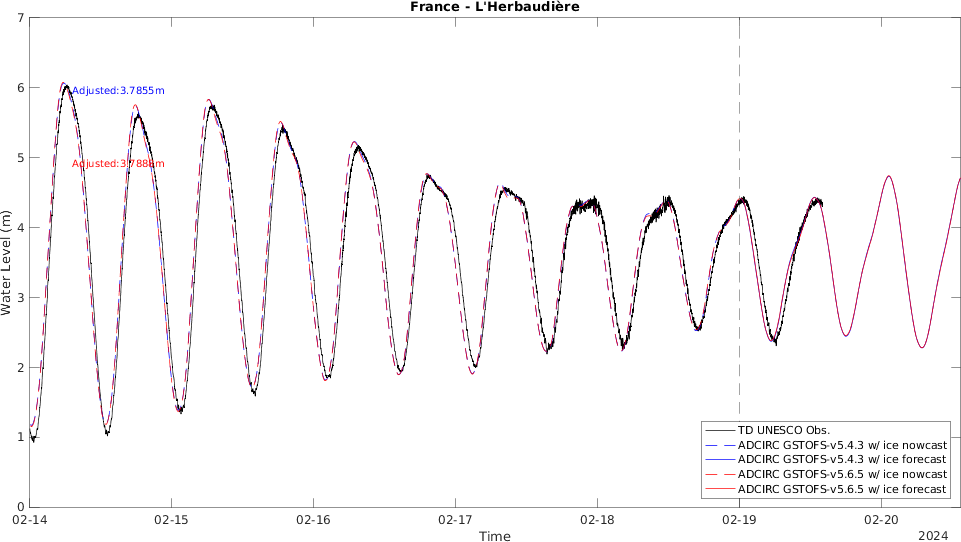 France - L'Herbaudière
7
6
5
4
3
2
1
0
Water Level (m)
Adjusted:3.7855m
Adjusted:3.7888m
TD UNESCO Obs.
ADCIRC GSTOFS-v5.4.3 w/ ice nowcast
ADCIRC GSTOFS-v5.4.3 w/ ice forecast
ADCIRC GSTOFS-v5.6.5 w/ ice nowcast
ADCIRC GSTOFS-v5.6.5 w/ ice forecast
02-14 02-15 02-16 02-17 02-18 02-19 02-20
Time
2024